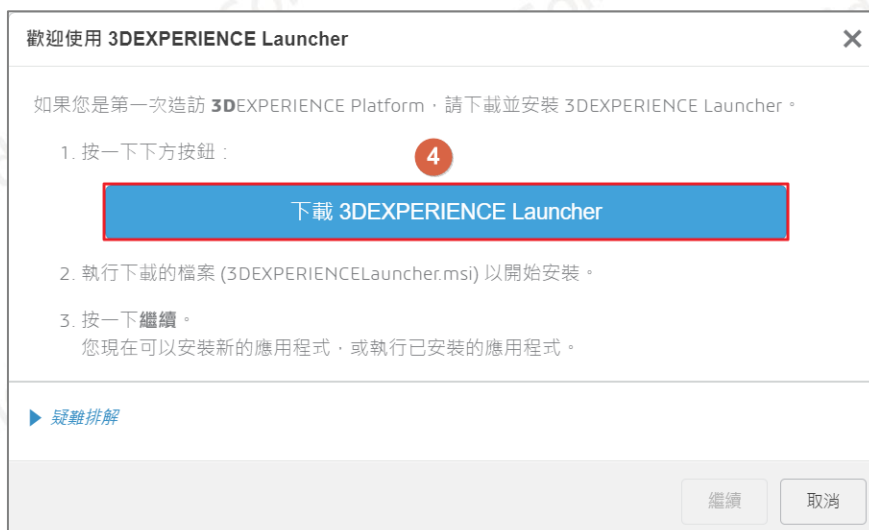 歡迎使用 3DEXPERIENCE Launcher
如果您是第一次造訪 3DEXPERIENCE Platform，請下載並安裝 3DEXPERIENCE Launcher。
1. 按一下下方按鈕：
4
下載 3DEXPERIENCE Launcher
2. 執行下載的檔案 (3DEXPERIENCELauncher.msi) 以開始安裝。
3. 按一下繼續。
您現在可以安裝新的應用程式，或執行已安裝的應用程式。
疑難排解
繼續 取消